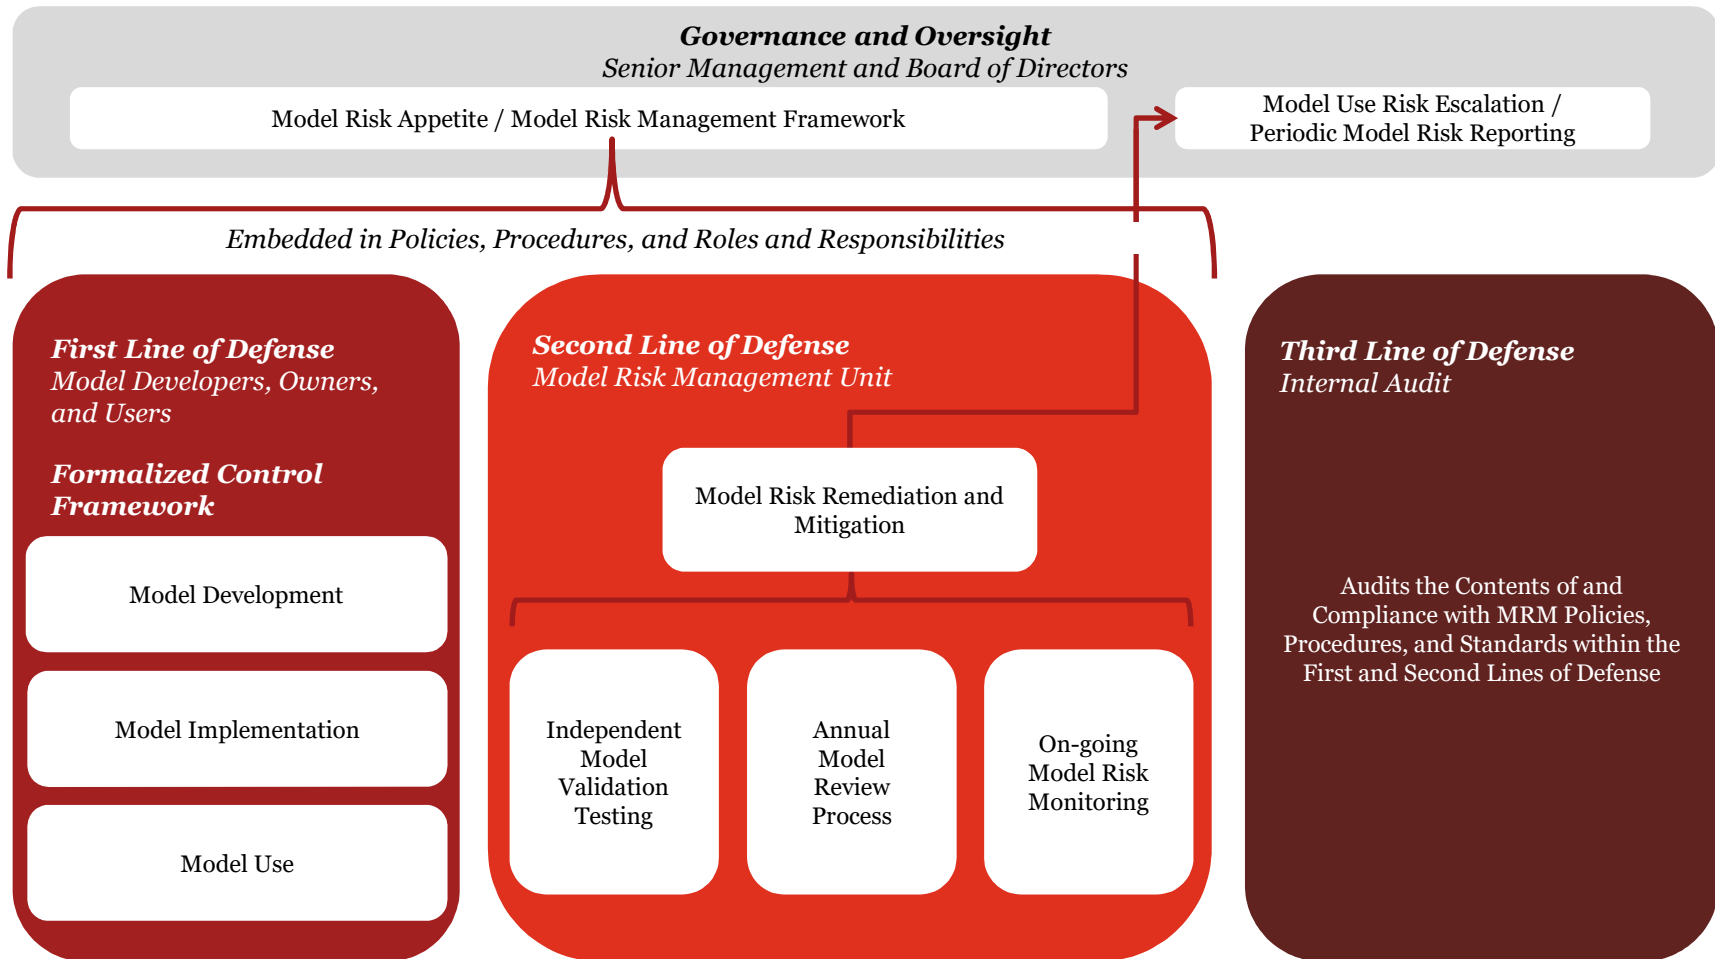 Governance and Oversight
Senior Management and Board of Directors
Model Risk Appetite / Model Risk Management Framework
Model Use Risk Escalation /
Periodic Model Risk Reporting
Embedded in Policies, Procedures, and Roles and Responsibilities
First Line of Defense
Model Developers, Owners,
and Users
Formalized Control
Framework
Model Development
Model Implementation
Model Use
Second Line of Defense
Model Risk Management Unit
Model Risk Remediation and
Mitigation
Independent
Model
Validation
Testing
Annual
Model
Review
Process
On-going
Model Risk
Monitoring
Third Line of Defense
Internal Audit
Audits the Contents of and
Compliance with MRM Policies,
Procedures, and Standards within the
First and Second Lines of Defense